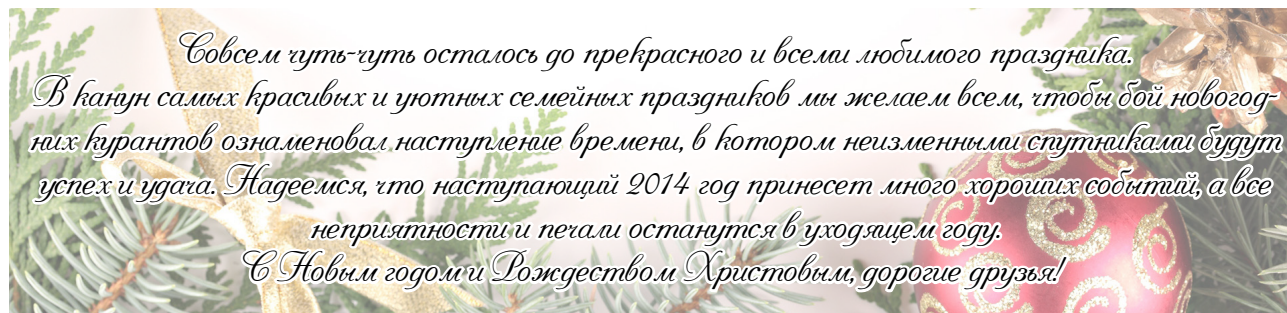 Совсем чуть-чуть осталось до прекрасного и всеми любимого праздника.
В канун самых красивых и уютных семейных праздников мы желаем всем, чтобы бой новогод-
них курантов ознаменовал наступление времени, в котором неизменными спутниками будут
успех и удача. Надеемся, что наступающий 2014 год принесет много хороших событий, а все
неприятности и печали останутся в уходящем году.
С Новым годом и Рождеством Христовым, дорогие друзья!